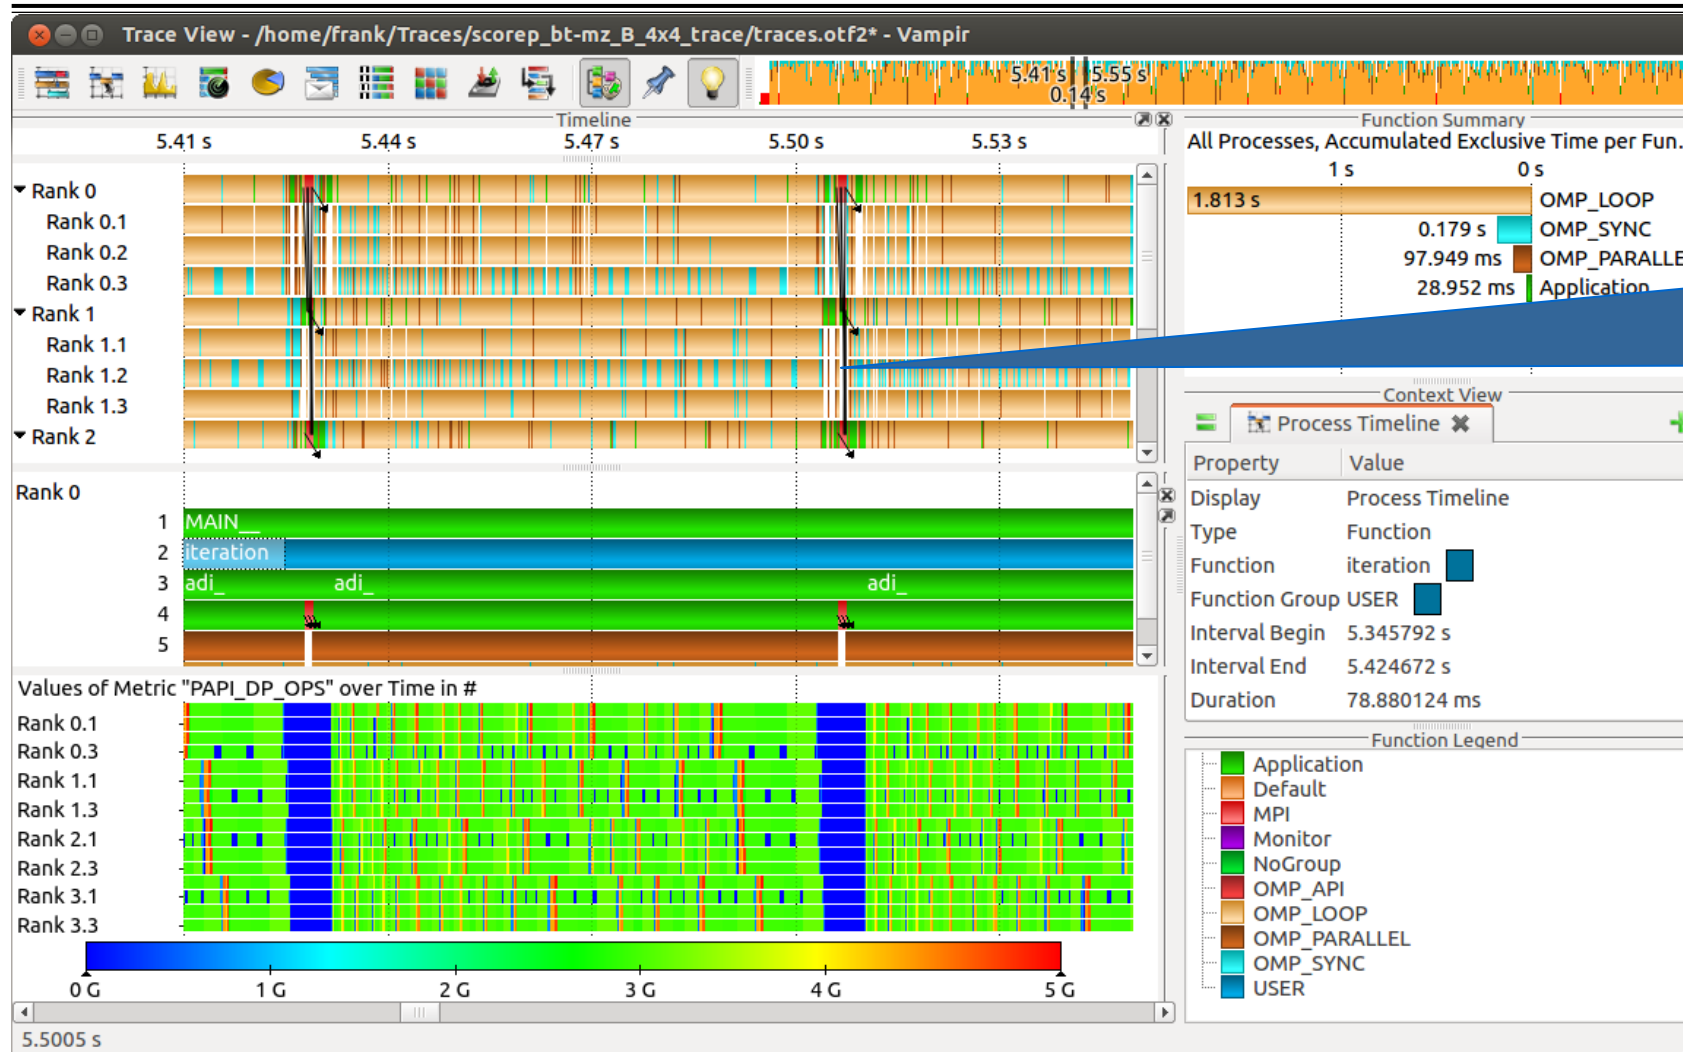 Trace View - /home/frank/Traces/scorep_bt-mz_B_4x4_trace/traces.otf2* - Vampir
5.41 s 5.55 s
0.14 s
Timeline
5.41 s 5.44 s 5.47 s 5.50 s 5.53 s
Rank 0
Rank 0.1
Rank 0.2
Rank 0.3
Rank 1
Rank 1.1
Rank 1.2
Rank 1.3
Rank 2
Rank 0
1 MAIN__
2 iteration
3 adi_ adi_ adi_
4
5
Values of Metric "PAPI_DP_OPS" over Time in #
Rank 0.1
Rank 0.3
Rank 1.1
Rank 1.3
Rank 2.1
Rank 2.3
Rank 3.1
Rank 3.3
0 G 1 G 2 G 3 G 4 G 5 G
5.5005 s
Function Summary
All Processes, Accumulated Exclusive Time per Fun.
1 s 0 s
1.813 s OMP_LOOP
0.179 s OMP_SYNC
97.949 ms OMP_PARALLE
28.952 ms Application
Context View
Process Timeline
Property Value
Display Process Timeline
Type Function
Function iteration
Function Group USER
Interval Begin 5.345792 s
Interval End 5.424672 s
Duration 78.880124 ms
Function Legend
Application
Default
MPI
Monitor
NoGroup
OMP_API
OMP_LOOP
OMP_PARALLEL
OMP_SYNC
USER